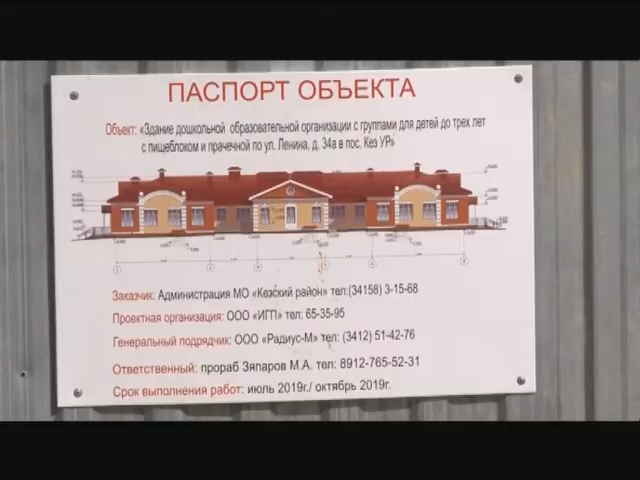 ПАСПОРТ ОБЪЕКТА
Объект: «Здание дошкольной образовательной организации с группами для детей до трех лет
с пищеблоком и прачечной по ул. Ленина, д. 34а в пос. Кез УР»
Заказчик: Администрация МО «Кезский район» тел:(34158) 3-15-68
Проектная организация: ООО «ИГП» тел: 65-35-95
Генеральный подрядчик: ООО «Радиус-М» тел: (3412) 51-42-76
Ответственный: прораб Зяпаров М.А. тел: 8912-765-52-31
Срок выполнения работ: июль 2019г./ октябрь 2019г.